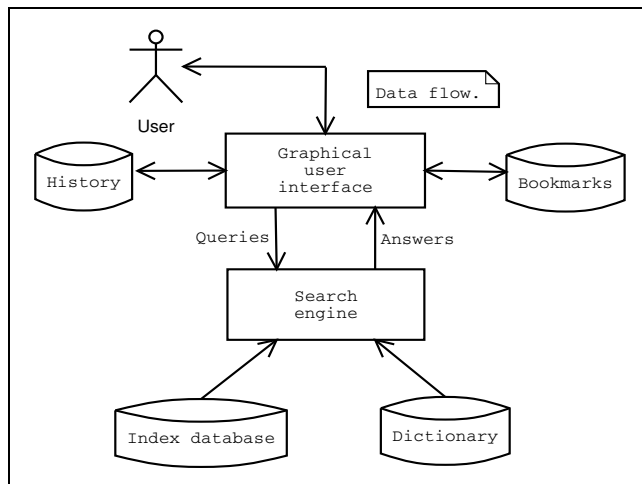 Data flow.
User
Graphical
user
interface
History
Bookmarks
Queries
Answers
Search
engine
Index database
Dictionary